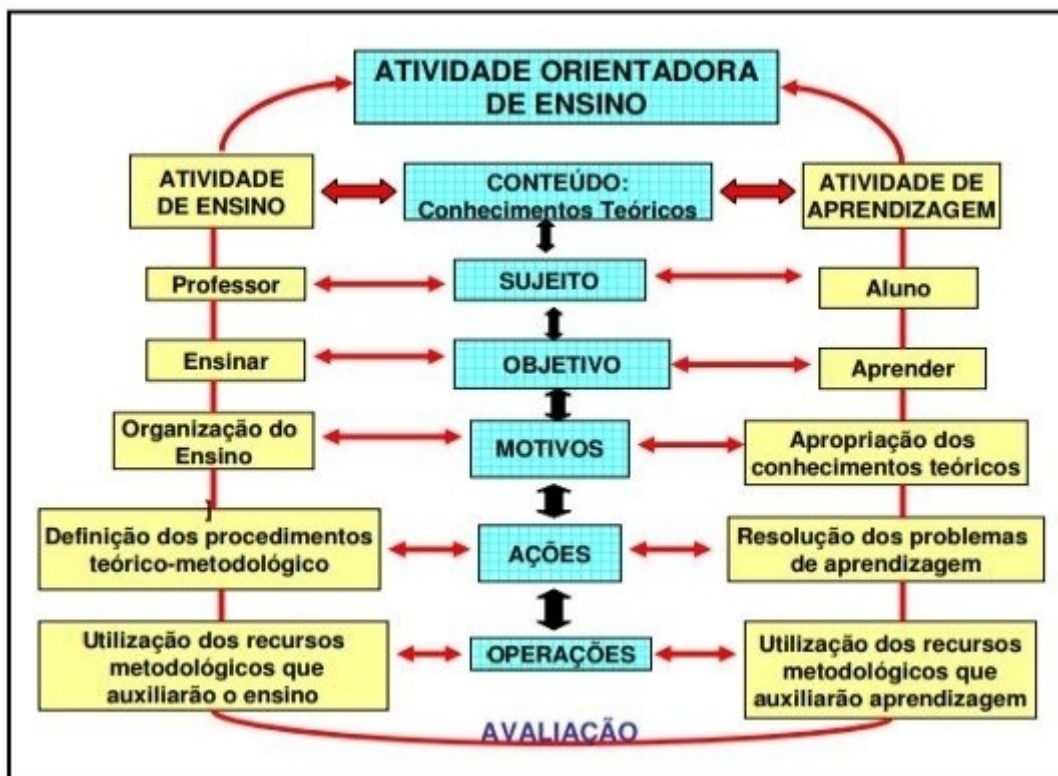 ATIVIDADE ORIENTADORA
DE ENSINO
ATIVIDADE
DE ENSINO
CONTEÚDO:
Conhecimentos Teóricos
ATIVIDADE DE
APRENDIZAGEM
Professor
SUJEITO
Aluno
Ensinar
OBJETIVO
Aprender
Organização do
Ensino
MOTIVOS
Apropriação dos
conhecimentos teóricos
Definição dos procedimentos
teórico-metodológico
AÇÕES
Resolução dos problemas
de aprendizagem
Utilização dos recursos
metodológicos que
auxiliarão o ensino
OPERAÇÕES
Utilização dos recursos
metodológicos que
auxiliarão aprendizagem
AVALIAÇÃO